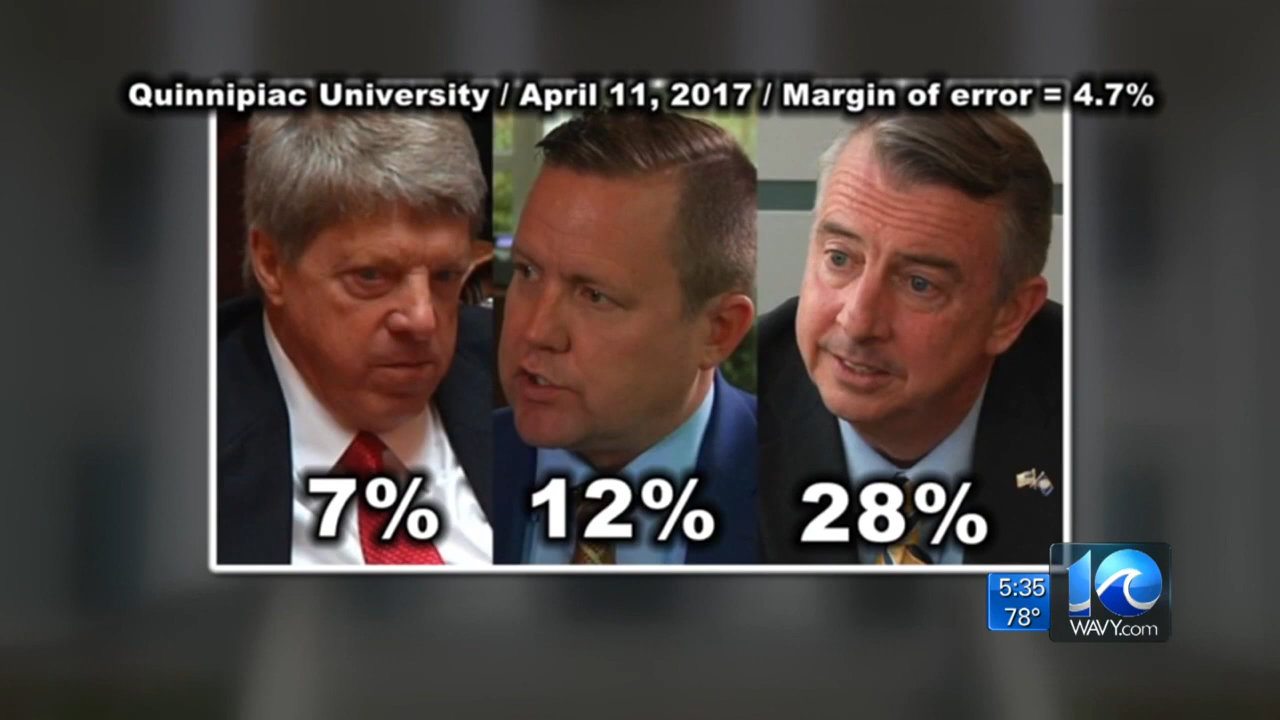 Quinnipiac University / April 11, 2017 / Margin of error = 4.7%
7% 12% 28%
5:35
78°
10
WAVY.com